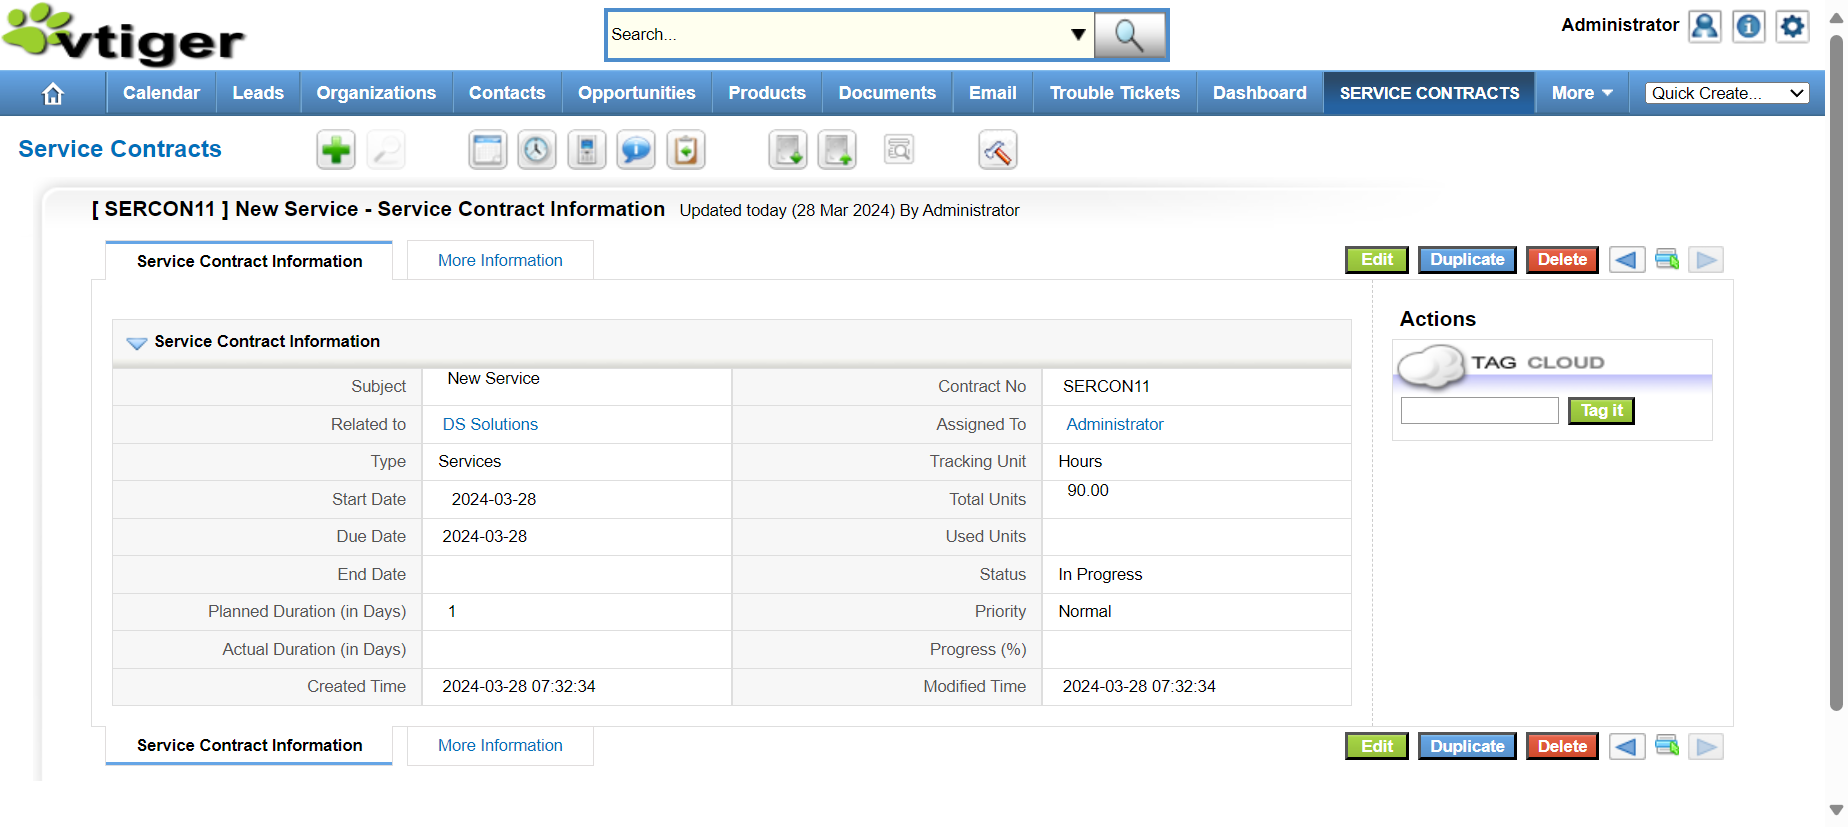 vtiger
Search...
Administrator
Calendar Leads Organizations Contacts Opportunities Products Documents Email Trouble Tickets Dashboard SERVICE CONTRACTS More Quick Create...
Service Contracts
[ SERCON11 ] New Service - Service Contract Information Updated today (28 Mar 2024) By Administrator
Service Contract Information More Information Edit Duplicate Delete
Actions
Service Contract Information
TAG CLOUD
Tag it
Subject New Service Contract No SERCON11
Related to DS Solutions Assigned To Administrator
Type Services Tracking Unit Hours
Start Date 2024-03-28 Total Units 90.00
Due Date 2024-03-28 Used Units
End Date Status In Progress
Planned Duration (in Days) 1 Priority Normal
Actual Duration (in Days) Progress (%)
Created Time 2024-03-28 07:32:34 Modified Time 2024-03-28 07:32:34
Service Contract Information More Information Edit Duplicate Delete